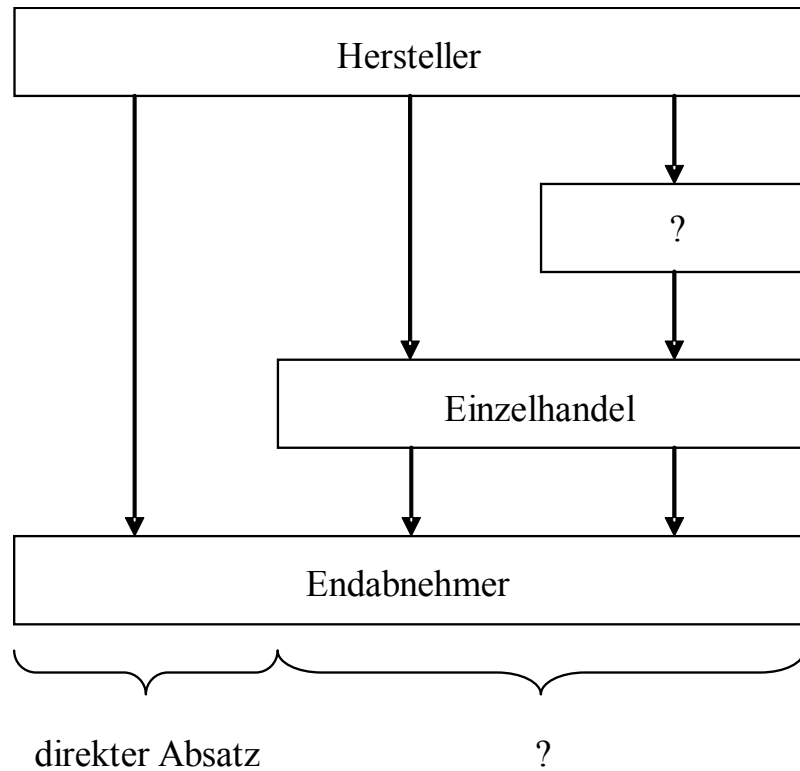 Hersteller
?
Einzelhandel
Endabnehmer
direkter Absatz
?